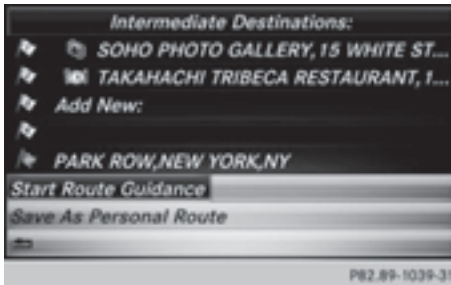 Intermediate Destinations:
SOHO PHOTO GALLERY, 15 WHITE ST....
TAKAHACHI TRIBECA RESTAURANT, 1...
Add New:
PARK ROW,NEW YORK,NY
Start Route Guidance
Save As Personal Route
P82.89-1039-31